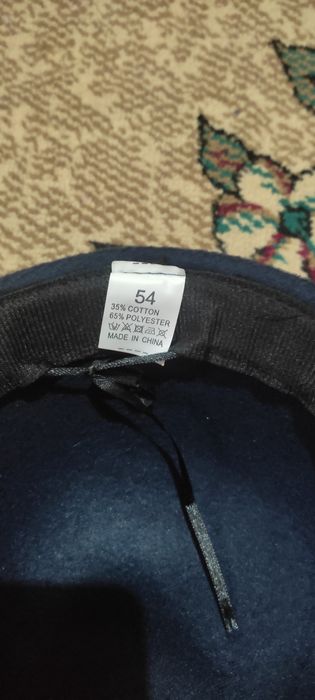 54
35% COTTON
65% POLYESTER
MADE IN CHINA